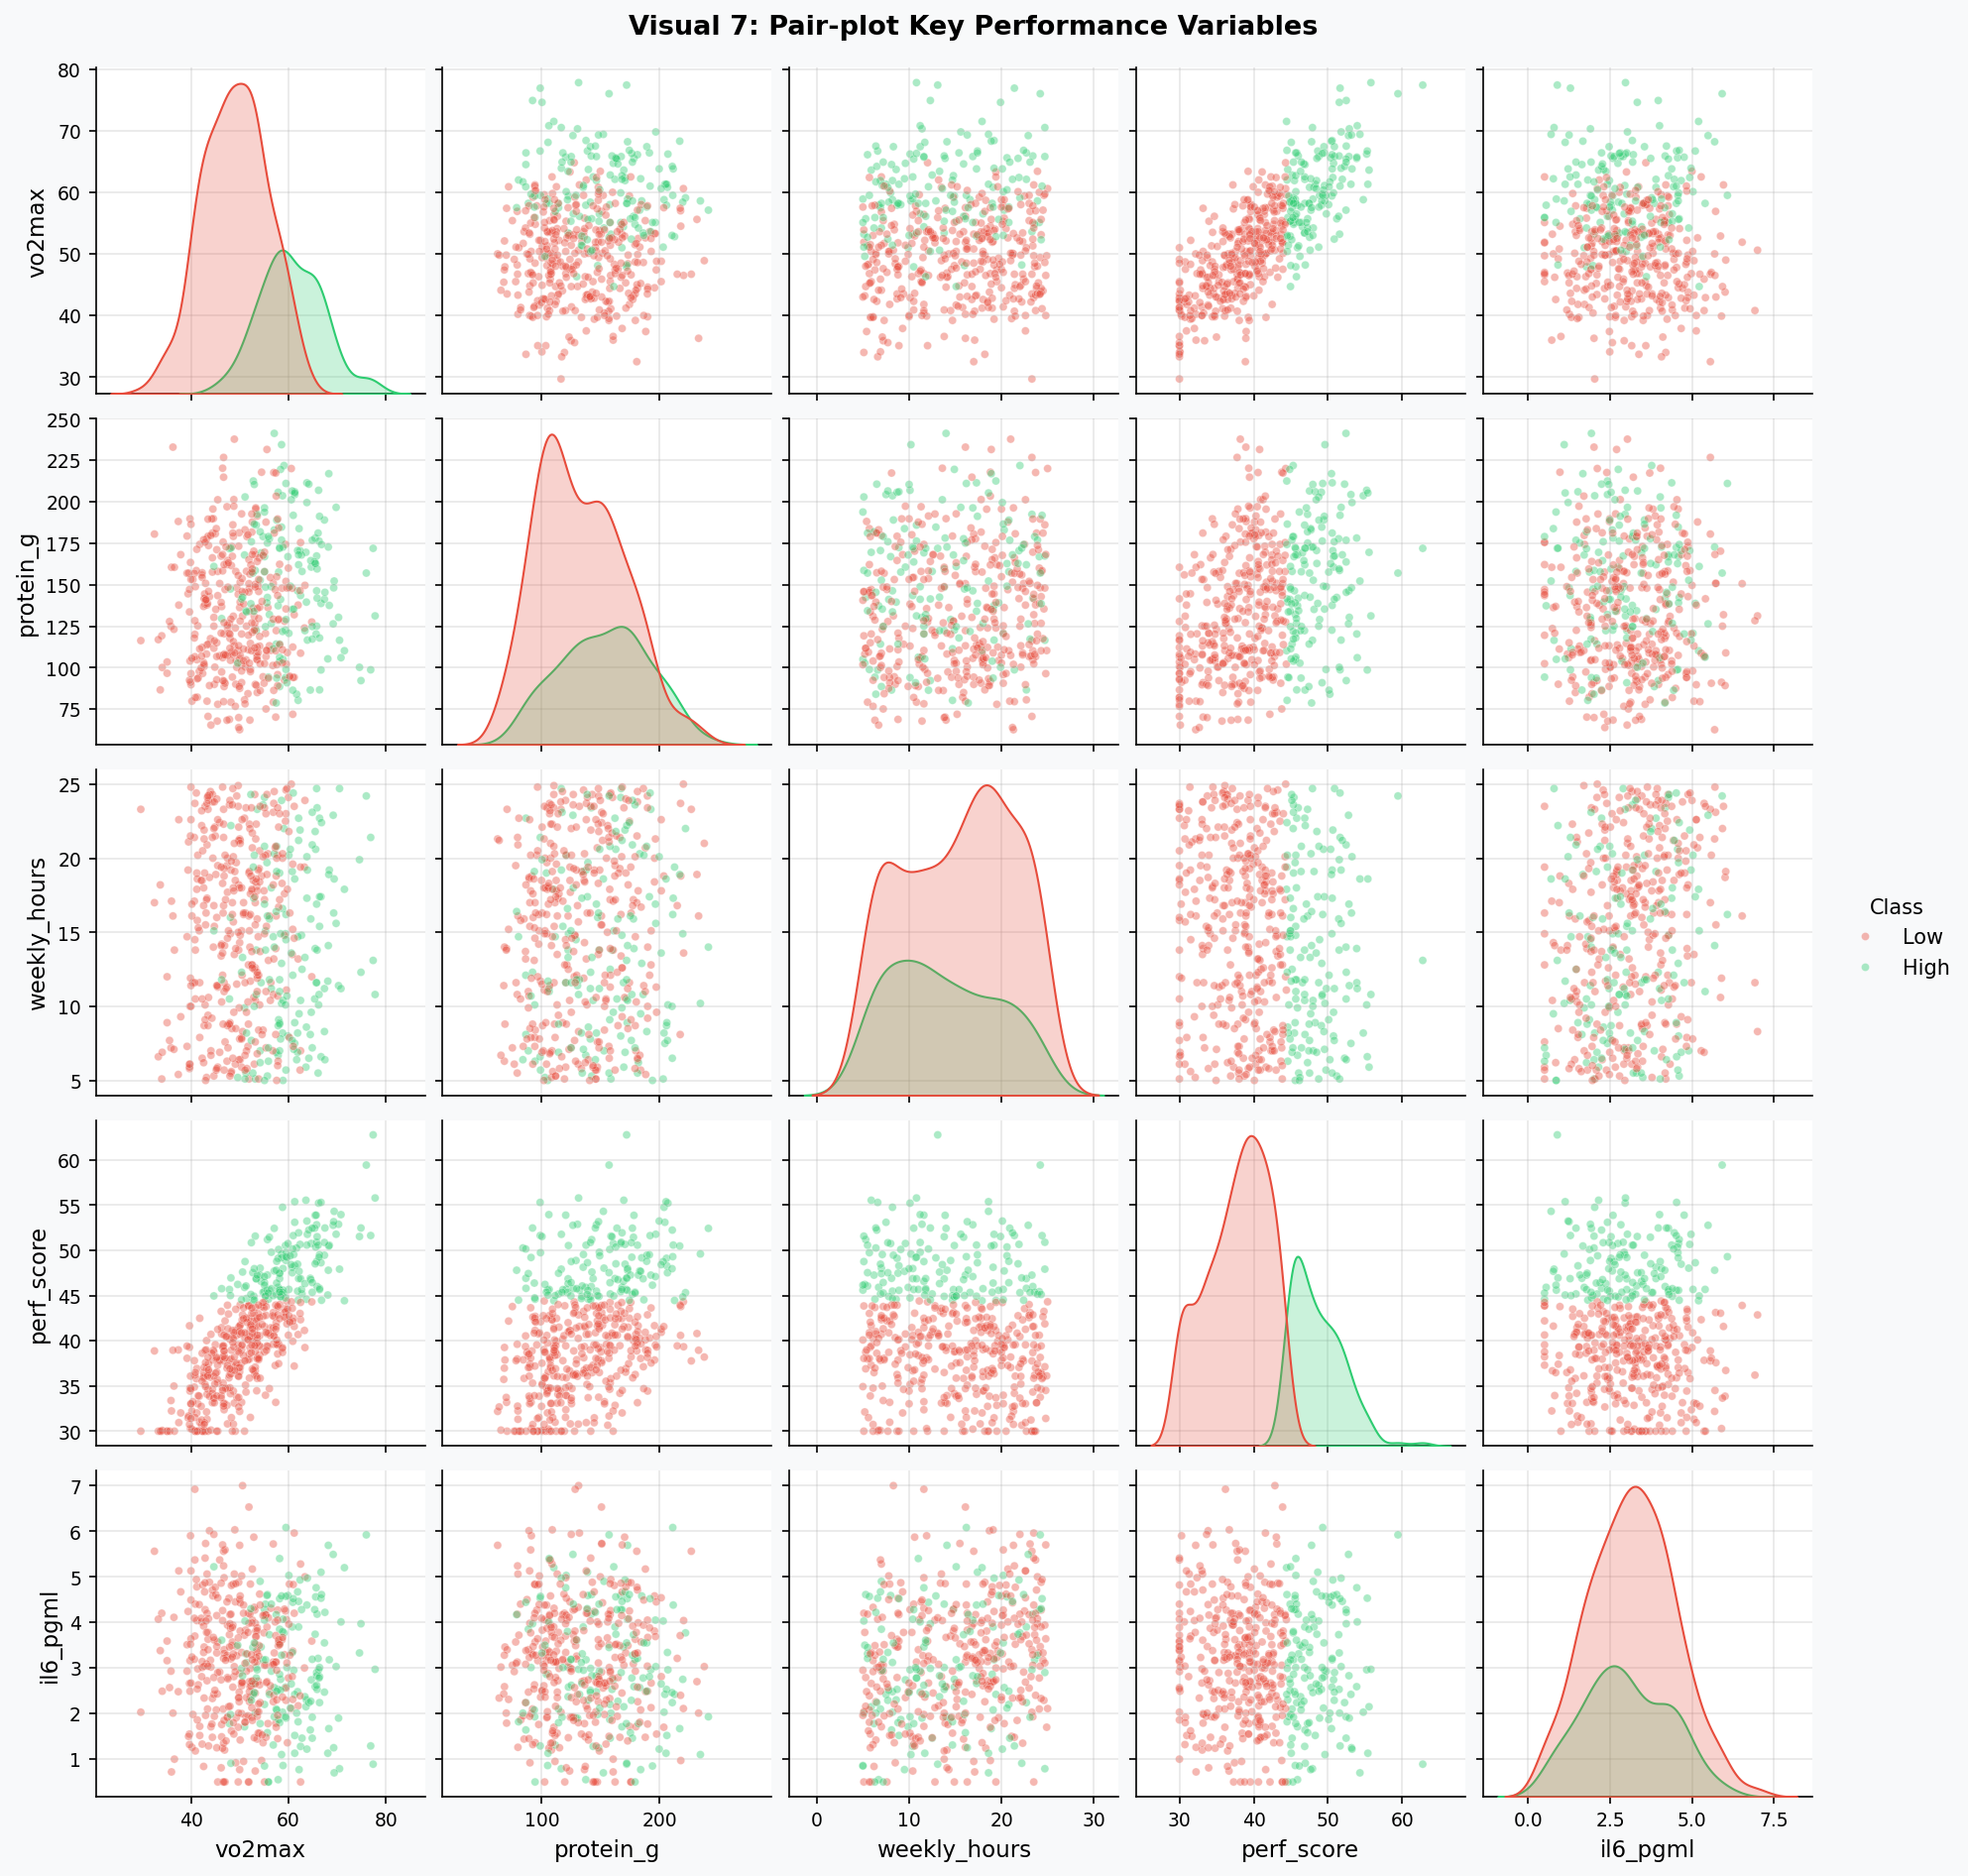 Visual 7: Pair-plot Key Performance Variables
80
70
60
50
40
30
vo2max
250
225
200
175
150
125
100
75
protein_g
25
20
15
10
5
weekly_hours
Class
Low
High
60
55
50
45
40
35
30
perf_score
7
6
5
4
3
2
1
il6_pgml
40 60 80
100 200
0 10 20 30
30 40 50 60
0.0 2.5 5.0 7.5
vo2max
protein_g
weekly_hours
perf_score
il6_pgml